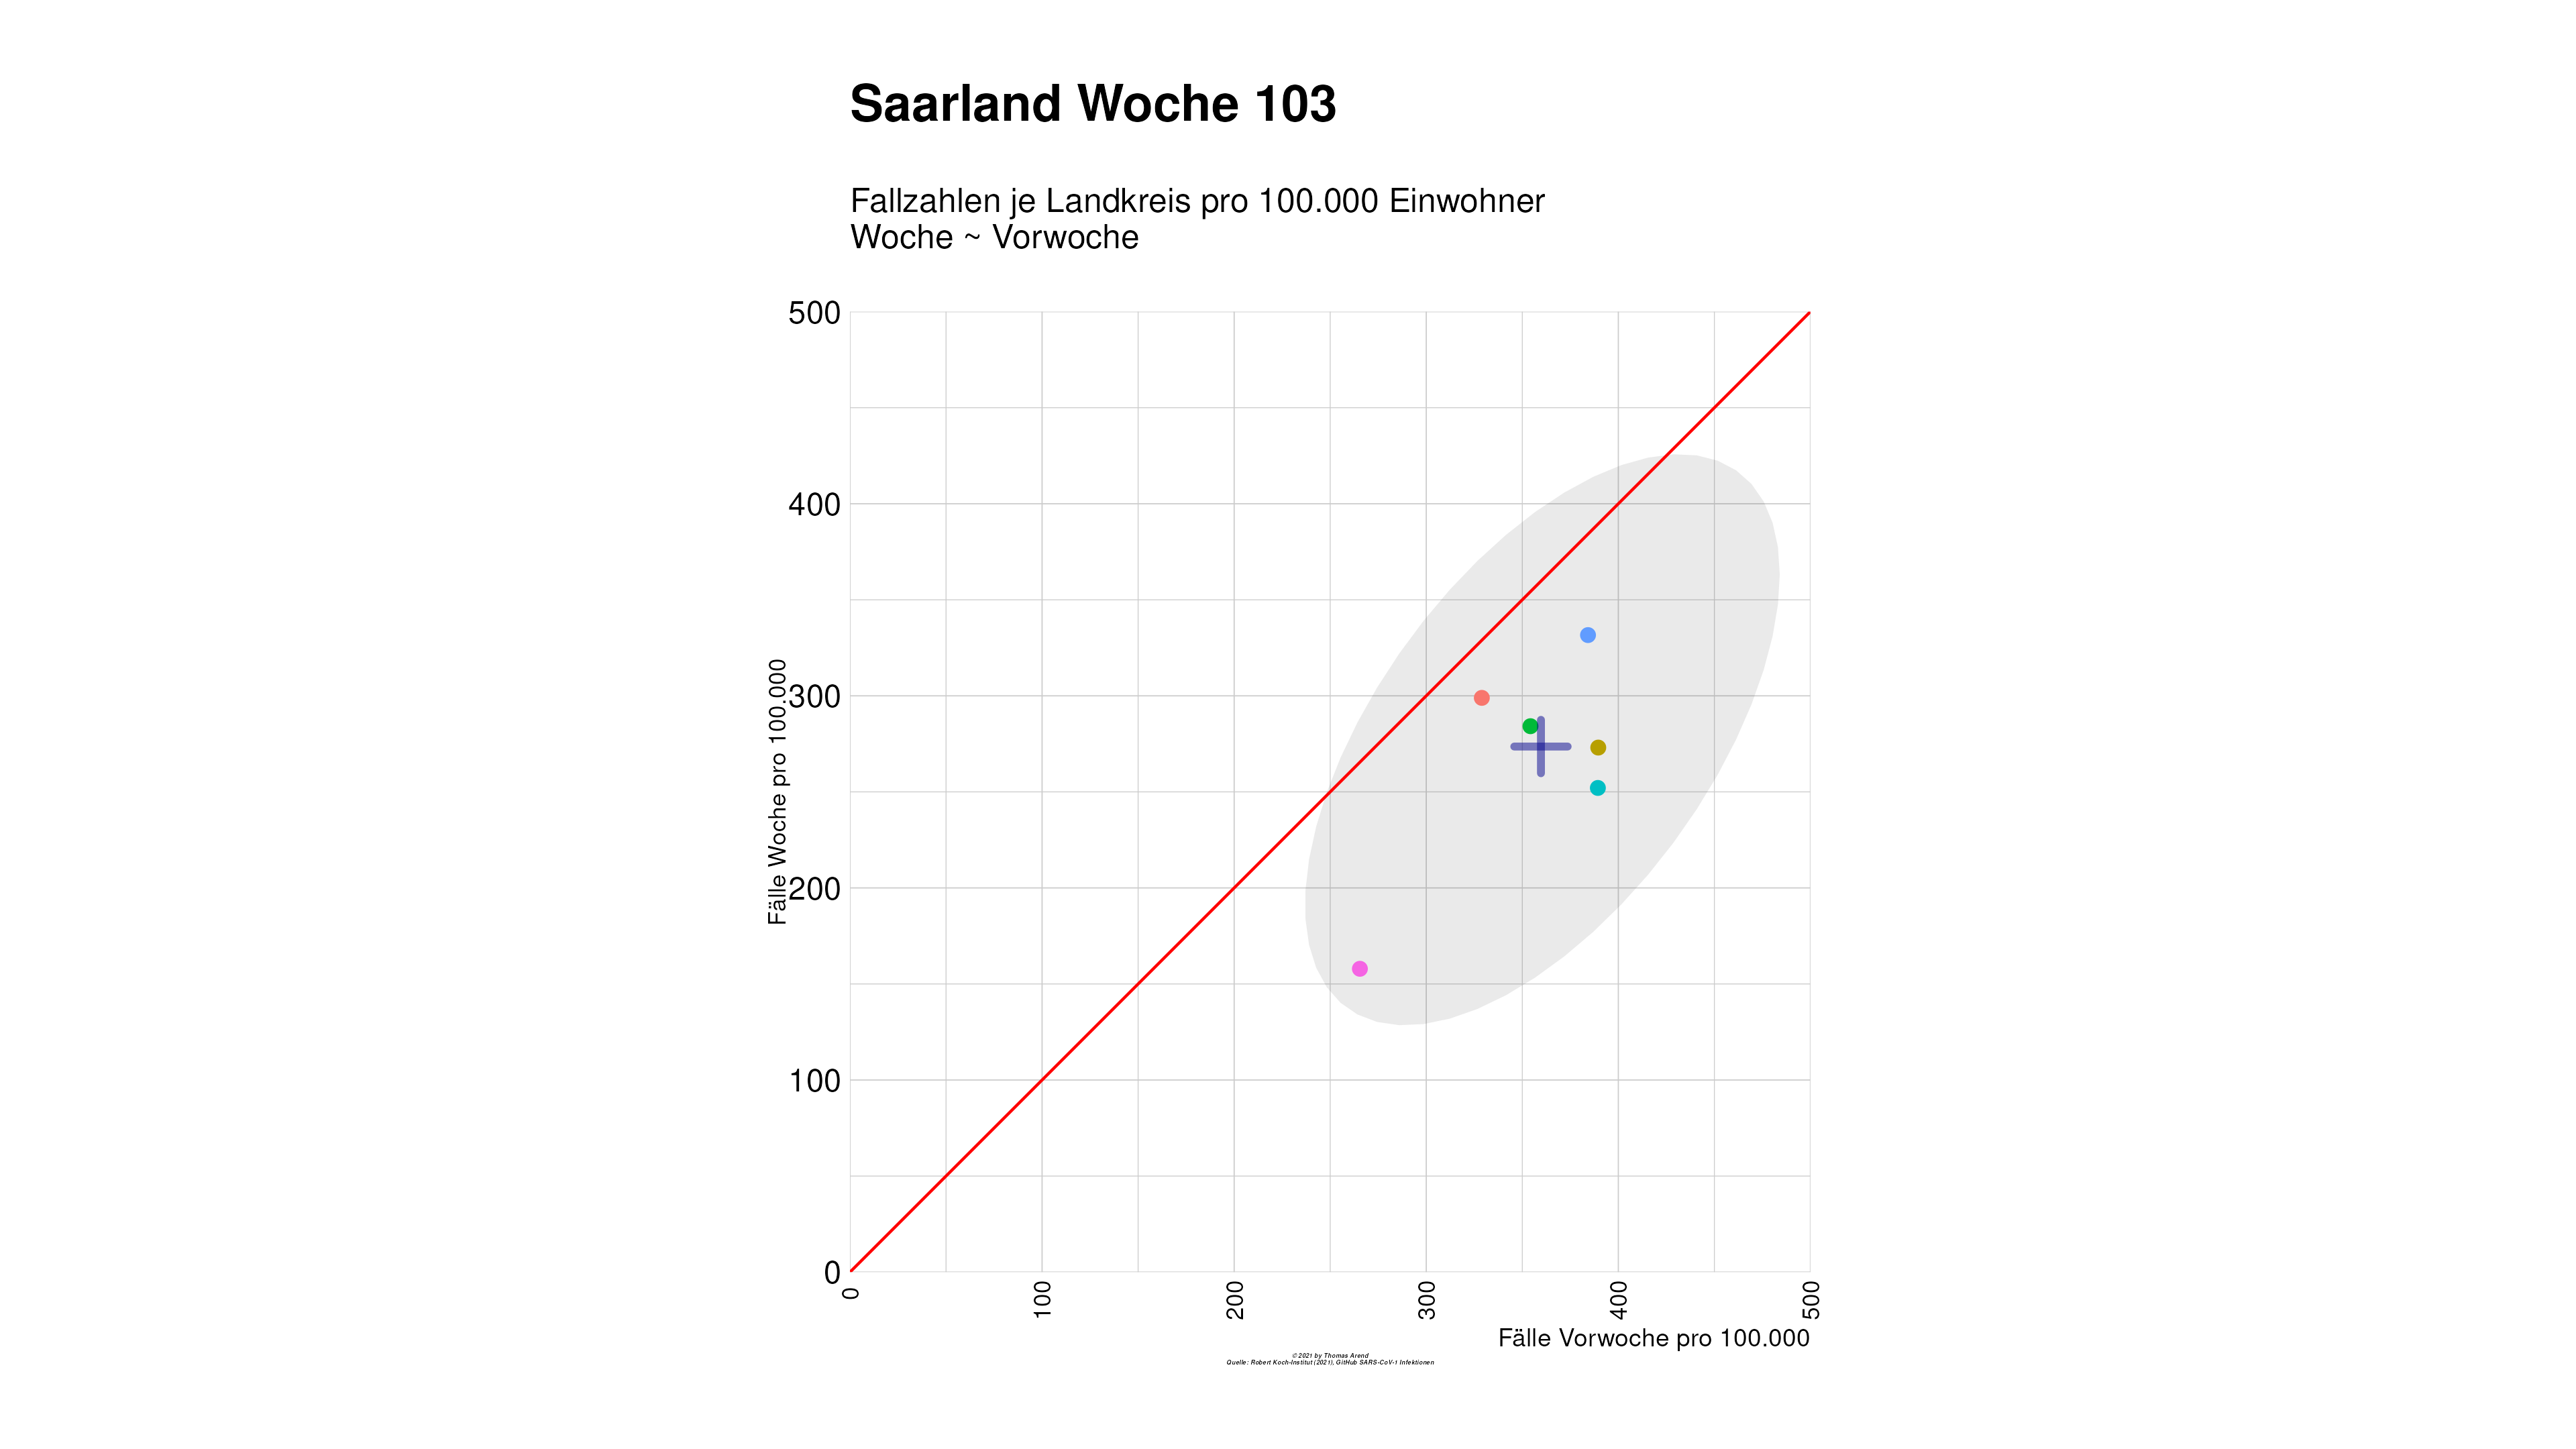 Saarland Woche 103
Fallzahlen je Landkreis pro 100.000 Einwohner
Woche ~ Vorwoche
500
400
300
200
100
0
Fälle Woche pro 100.000
0
100
200
300
400
500
Fälle Vorwoche pro 100.000
© 2021 by Thomas Arend
Quelle: Robert Koch-Institut (2021), GitHub SARS-CoV-1 Infektionen